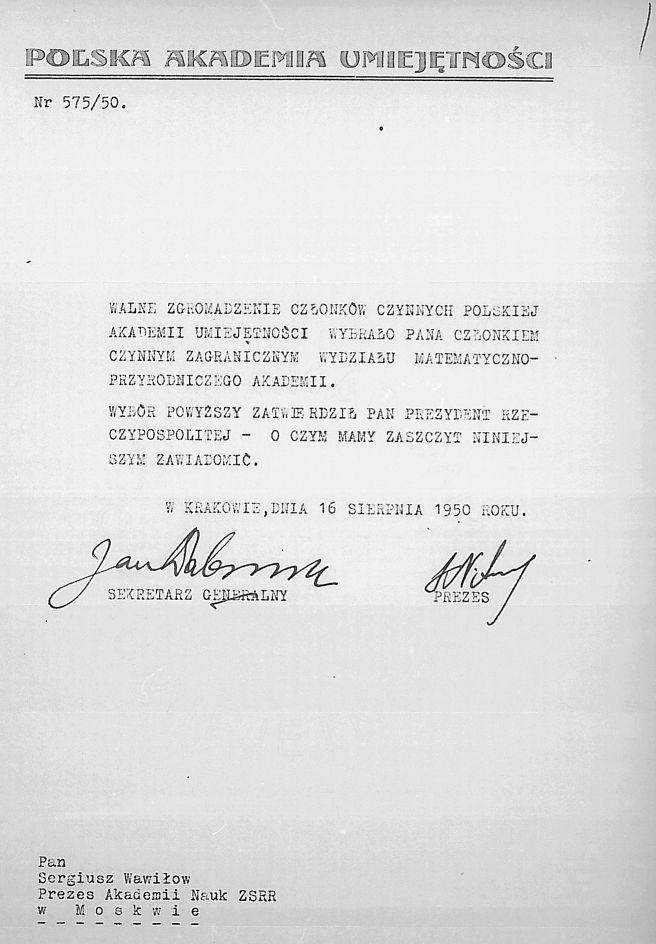 POLSKA AKADEMIA UMIEJĘTNOŚCI
Nr 575/50.
WALNE ZGROMADZENIE CZŁONKÓW CZYNNYCH POLSKIEJ
AKADEMII UMIEJĘTNOŚCI WYBRAŁO PANA CZŁONKIEM
CZYNNYM ZAGRANICZNYM WYDZIAŁU MATEMATYCZNO-
PRZYRODNICZEGO AKADEMII.
WYBÓR POWYŻSZY ZATWIERDZIŁ PAN PREZYDENT RZE-
CZYPOSPOLITEJ - O CZYM MAMY ZASZCZYT NINIEJ-
SZYM ZAWIADOMIĆ.
W KRAKOWIE,DNIA 16 SIERPNIA 1950 ROKU.
Jan
SEKRETARZ GENERALNY PREZES
Pan
Sergiusz Wawiłow
Prezes Akademii Nauk ZSRR
w Moskwie